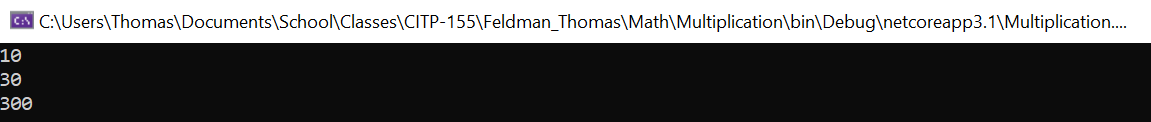 C:\Users\Thomas\Documents\School\Classes\CITP-155\Feldman_Thomas\Math\Multiplication\bin\Debug\netcoreapp3.1\Multiplication....
10
30
300